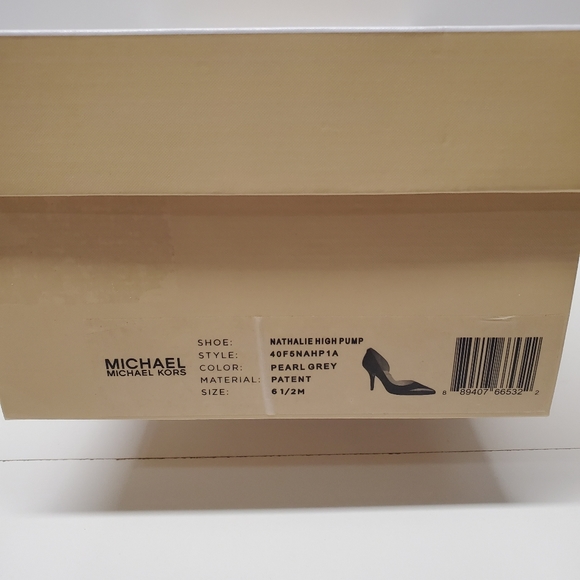 MICHAEL
MICHAEL KORS
SHOE: NATHALIE HIGH PUMP
STYLE: 40F5NAHP1A
COLOR: PEARL GREY
MATERIAL: PATENT
SIZE: 6 1/2M
8 89407 66532 2